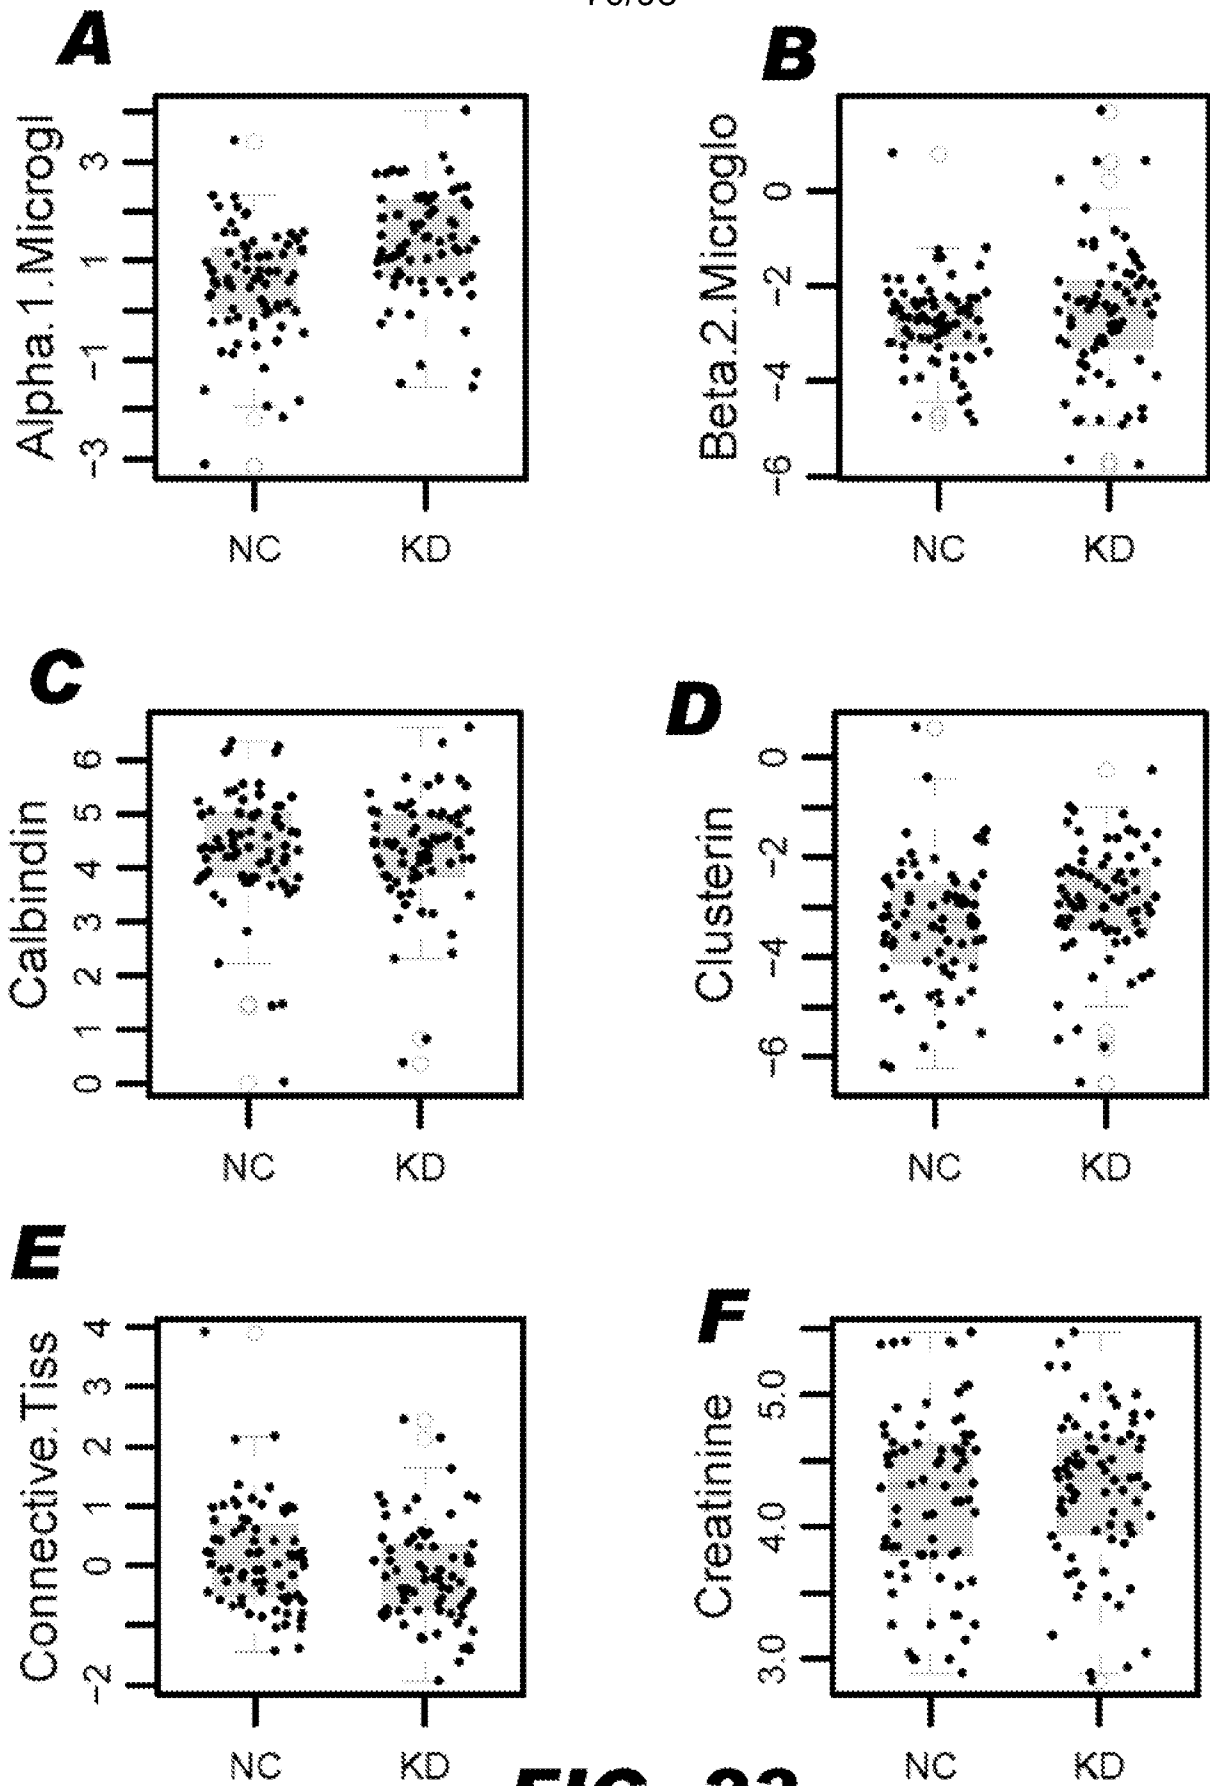 A
B
Alpha.1.Microgl
3
1
−1
−3
NC
KD
Beta.2.Microglo
0
−2
−4
−6
NC
KD
C
D
Calbindin
6
5
4
3
2
1
0
NC
KD
Clusterin
0
−2
−4
−6
NC
KD
E
F
Connective.Tiss
4
3
2
1
0
−2
NC
KD
Creatinine
5.0
4.0
3.0
NC
KD